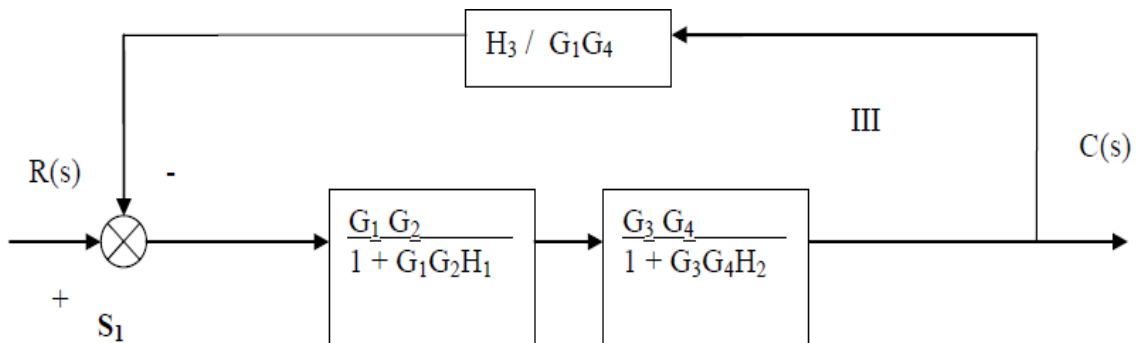 H₃ / G₁G₄
III
C(s)
R(s)
-
G₁ G₂
1 + G₁G₂H₁
G₃ G₄
1 + G₃G₄H₂
+
S₁